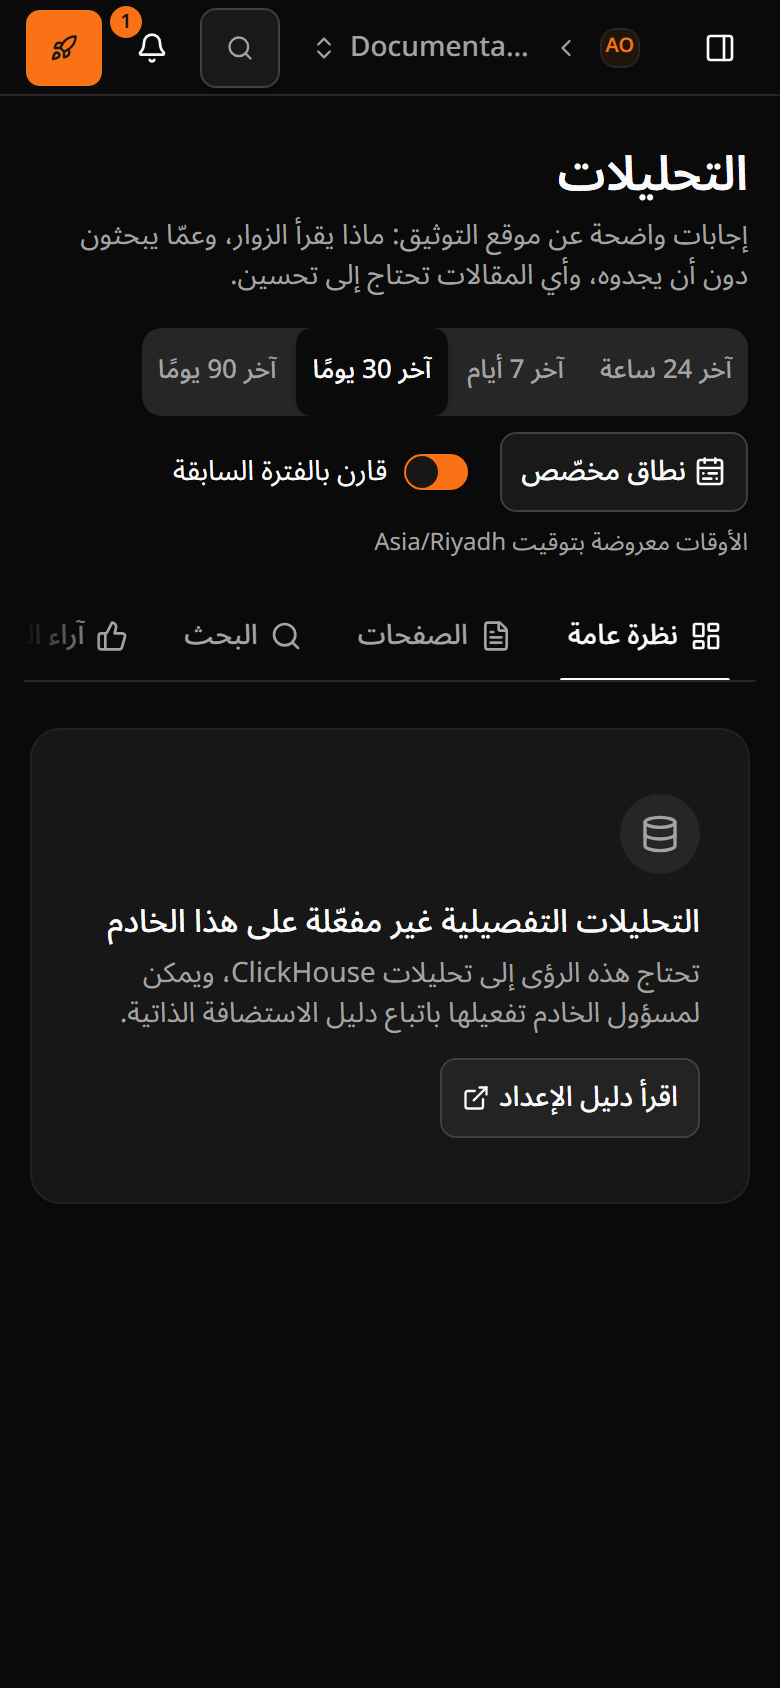 AO
Documenta...
1
التحليلات
إجابات واضحة عن موقع التوثيق: ماذا يقرأ الزوار، وعمّا يبحثون
دون أن يجدوه، وأي المقالات تحتاج إلى تحسين.
آخر 24 ساعة
آخر 7 أيام
آخر 30 يومًا
آخر 90 يومًا
نطاق مخصّص
قارن بالفترة السابقة
الأوقات معروضة بتوقيت Asia/Riyadh
نظرة عامة
الصفحات
البحث
آراء ال
التحليلات التفصيلية غير مفعّلة على هذا الخادم
تحتاج هذه الرؤى إلى تحليلات ClickHouse، ويمكن
لمسؤول الخادم تفعيلها باتباع دليل الاستضافة الذاتية.
اقرأ دليل الإعداد